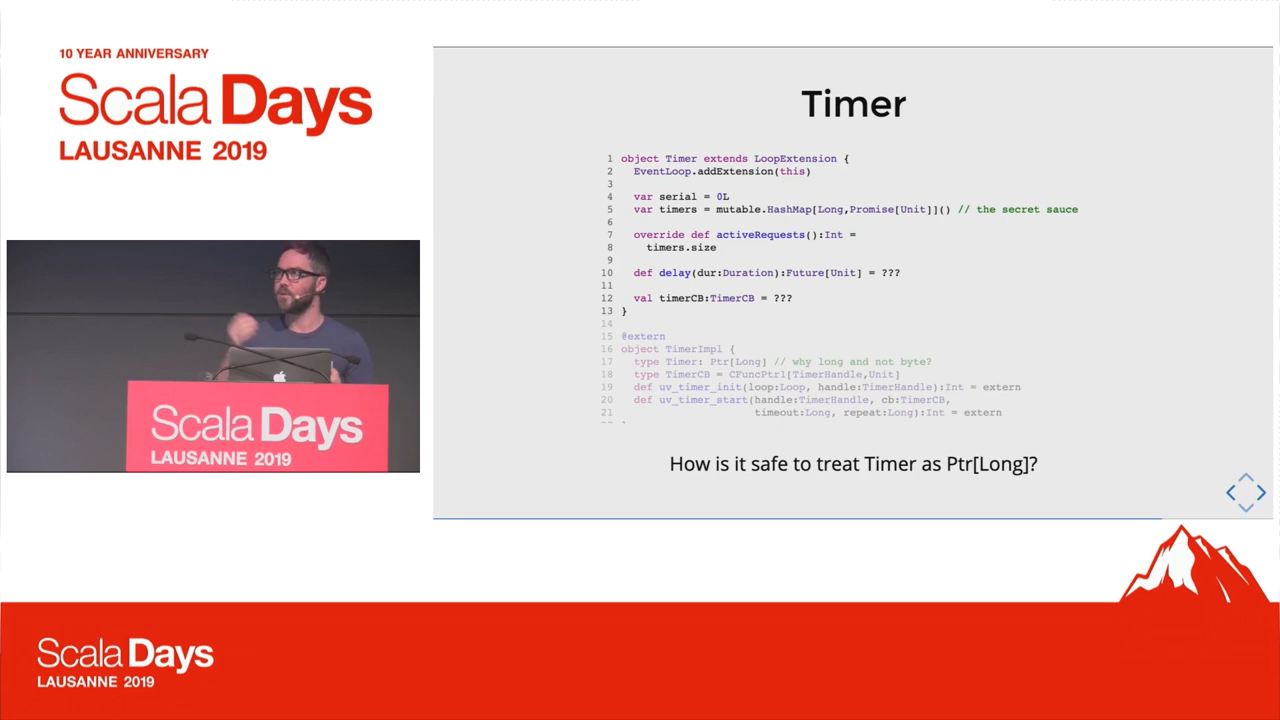 10 YEAR ANNIVERSARY
Scala Days
LAUSANNE 2019
Timer
1 object Timer extends LoopExtension {
2 EventLoop.addExtension(this)
3
4 var serial = 0L
5 var timers = mutable.HashMap[Long,Promise[Unit]]() // the secret sauce
6
7 override def activeRequests():Int =
8 timers.size
9
10 def delay(dur:Duration):Future[Unit] = ???
11
12 val timerCB:TimerCB = ???
13 }
14
15 @extern
16 object TimerImpl {
17 type Timer: Ptr[Long] // why long and not byte?
18 type TimerCB = CFuncPtr1[TimerHandle,Unit]
19 def uv_timer_init(loop:Loop, handle:TimerHandle):Int = extern
20 def uv_timer_start(handle:TimerHandle, cb:TimerCB,
21 timeout:Long, repeat:Long):Int = extern
How is it safe to treat Timer as Ptr[Long]?
Scala Days
LAUSANNE 2019
Scala Days
LAUSANNE 2019